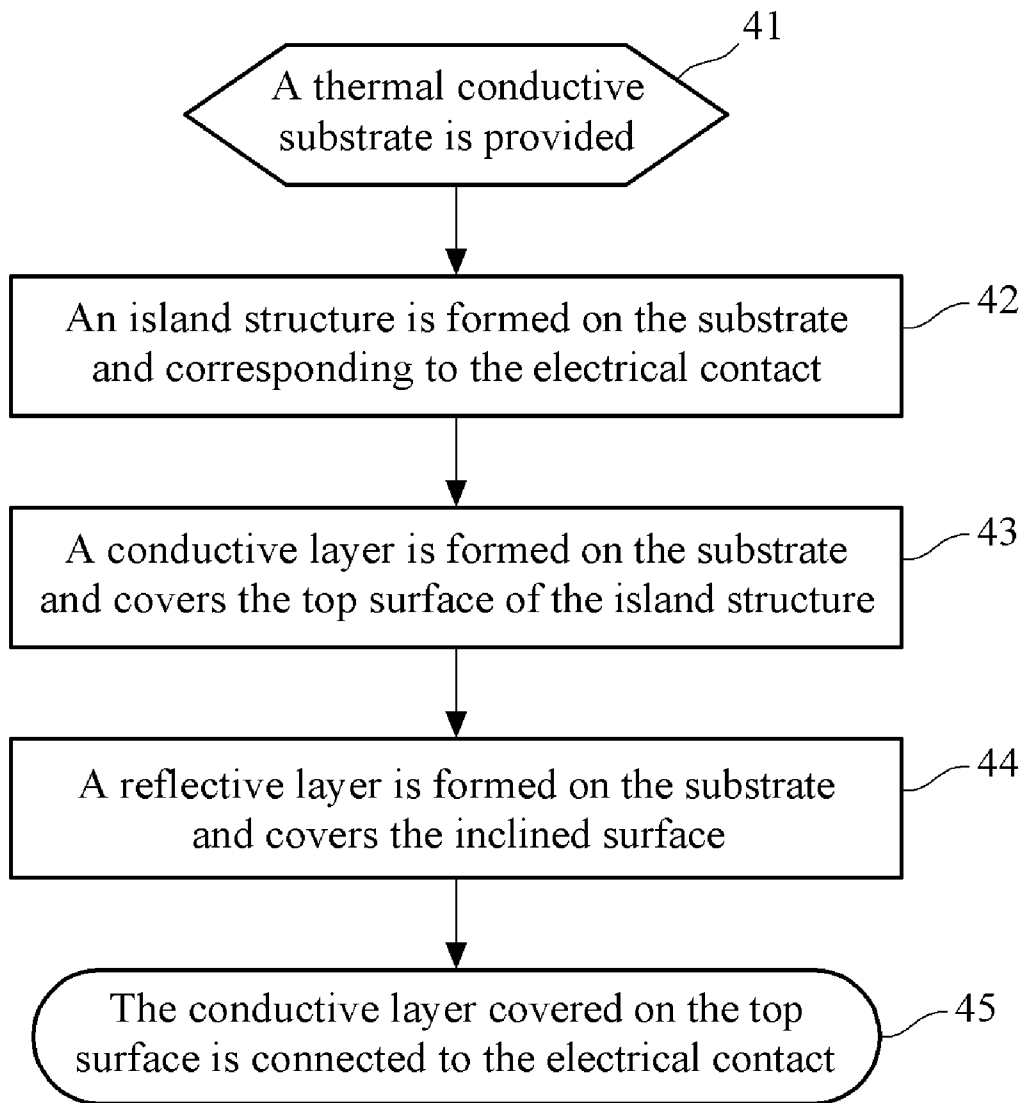 41
A thermal conductive
substrate is provided
42
An island structure is formed on the substrate
and corresponding to the electrical contact
43
A conductive layer is formed on the substrate
and covers the top surface of the island structure
44
A reflective layer is formed on the substrate
and covers the inclined surface
45
The conductive layer covered on the top
surface is connected to the electrical contact